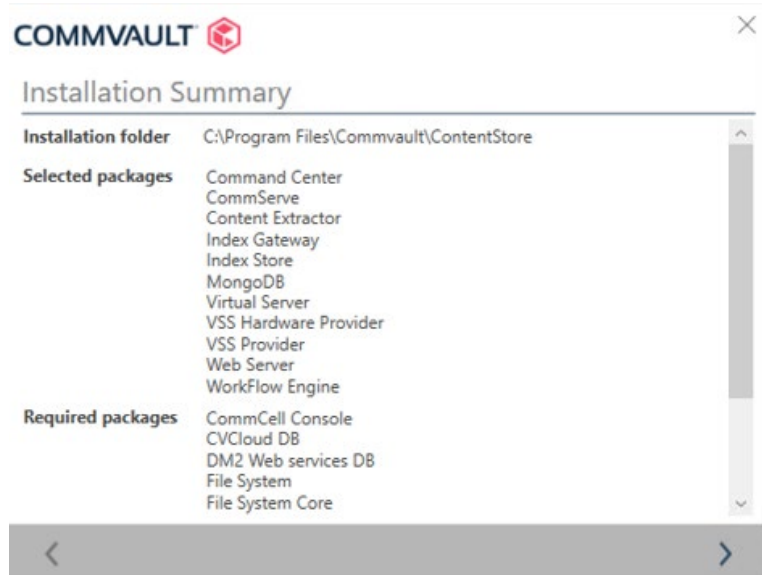 COMMVAULT
Installation Summary
Installation folder C:\Program Files\Commvault\ContentStore
Selected packages Command Center
CommServe
Content Extractor
Index Gateway
Index Store
MongoDB
Virtual Server
VSS Hardware Provider
VSS Provider
Web Server
WorkFlow Engine
Required packages CommCell Console
CVCloud DB
DM2 Web services DB
File System
File System Core